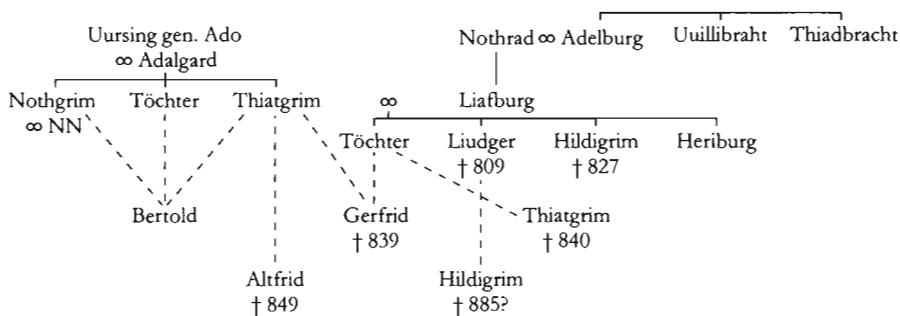 Uursing gen. Ado
∞ Adalgard
Nothrad ∞ Adelburg Uuillibraht Thiadbracht
Nothgrim Töchter Thiatgrim ∞ Liafburg
∞ NN
Töchter Liudger Hildigrim Heriburg
† 809 † 827
Bertold Gerfrid Thiatgrim
† 839 † 840
Altfrid Hildigrim
† 849 † 885?